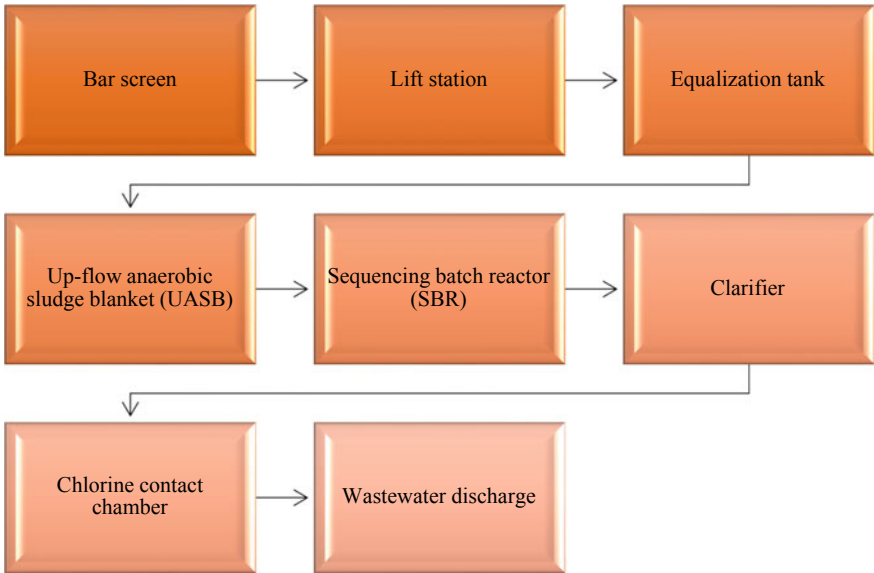 Bar screen
Lift station
Equalization tank
Up-flow anaerobic
sludge blanket (UASB)
Sequencing batch reactor
(SBR)
Clarifier
Chlorine contact
chamber
Wastewater discharge